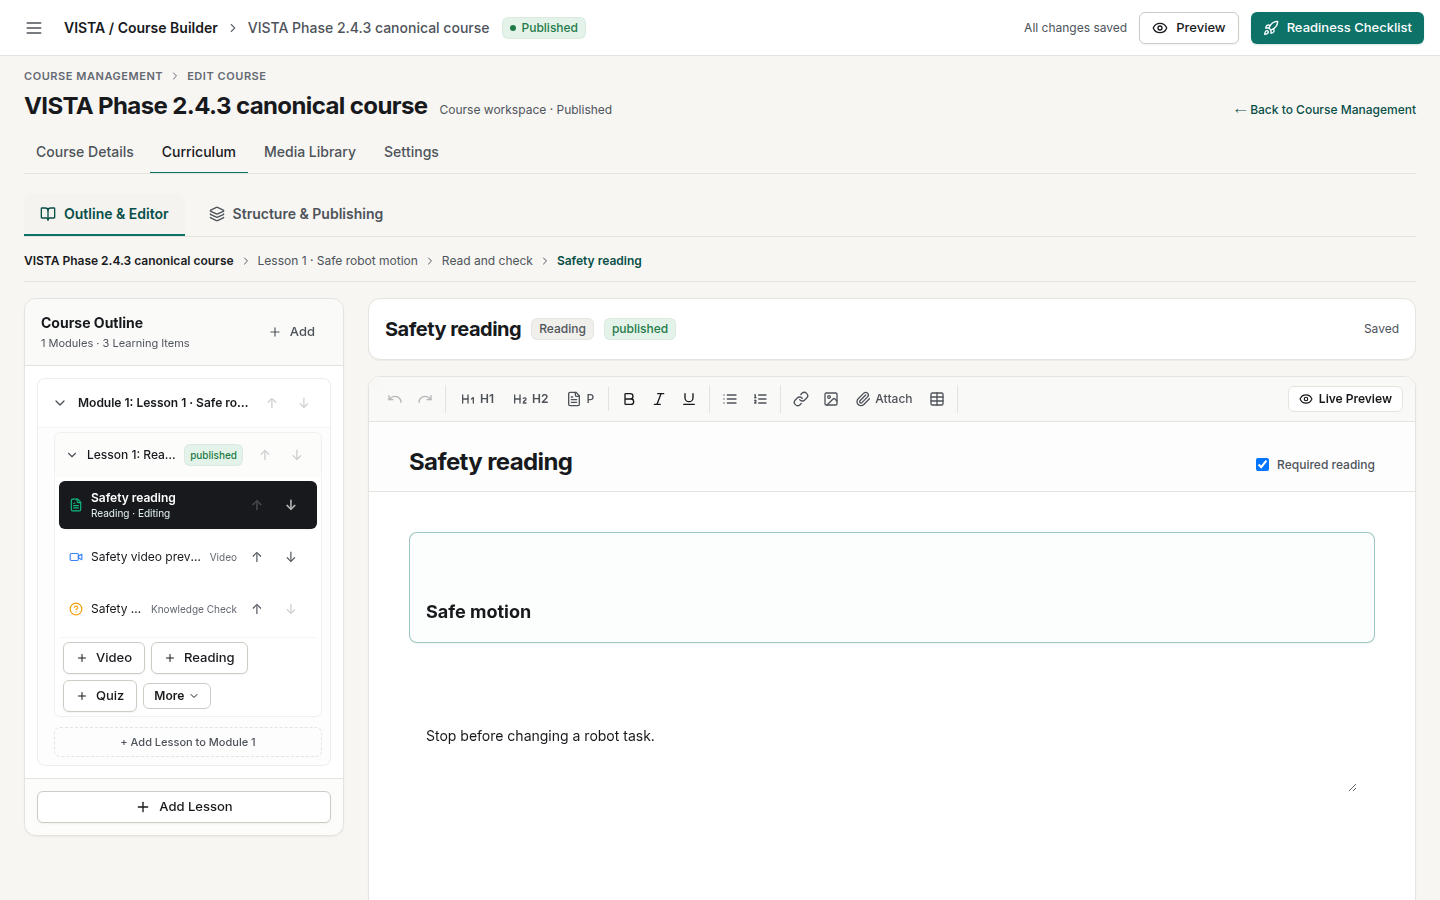 VISTA / Course Builder > VISTA Phase 2.4.3 canonical course Published
All changes saved Preview Readiness Checklist
COURSE MANAGEMENT > EDIT COURSE
VISTA Phase 2.4.3 canonical course Course workspace · Published
← Back to Course Management
Course Details Curriculum Media Library Settings
Outline & Editor Structure & Publishing
VISTA Phase 2.4.3 canonical course > Lesson 1 · Safe robot motion > Read and check > Safety reading
Course Outline
1 Modules · 3 Learning Items
+ Add
Module 1: Lesson 1 · Safe ro...
Lesson 1: Rea... published
Safety reading
Reading · Editing
Safety video prev... Video
Safety ... Knowledge Check
+ Video + Reading
+ Quiz More
+ Add Lesson to Module 1
+ Add Lesson
Safety reading Reading published Saved
H1 H1 H2 H2 P B I U Attach Live Preview
Safety reading Required reading
Safe motion
Stop before changing a robot task.